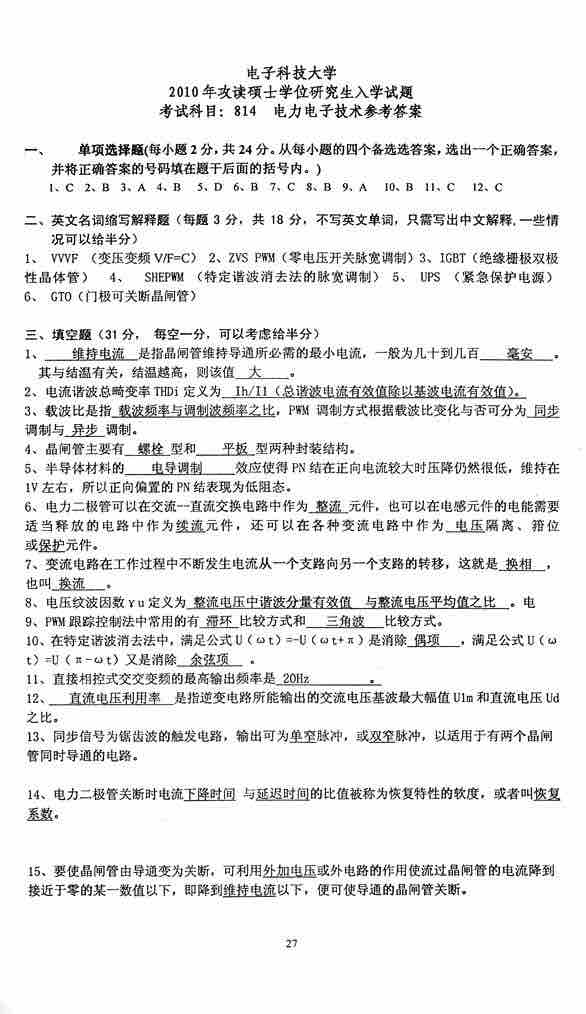 电子科技大学
2010年攻读硕士学位研究生入学试题
考试科目：814 电力电子技术参考答案
一、 单项选择题(每小题2分，共24分。从每小题的四个备选选答案，选出一个正确答案，
并将正确答案的号码填在题干后面的括号内。)
1、C 2、B 3、A 4、B 5、D 6、B 7、C 8、B 9、A 10、B 11、C 12、C
二、英文名词缩写解释题（每题3分，共18分，不写英文单词，只需写出中文解释,一些情
况可以给半分）
1、 VVVF （变压变频 V/F=C） 2、ZVS PWM（零电压开关脉宽调制）3、IGBT（绝缘栅极双极
性晶体管） 4、 SHEPWM （特定谐波消去法的脉宽调制） 5、 UPS （紧急保护电源）
6、 GTO（门极可关断晶闸管）
三、填空题（31分， 每空一分，可以考虑给半分）
1、 维持电流 是指晶闸管维持导通所必需的最小电流，一般为几十到几百 毫安 。
其与结温有关，结温越高，则该值 大 。
2、电流谐波总畸变率THDi定义为 Ih/I1（总谐波电流有效值除以基波电流有效值）。
3、载波比是指 载波频率与调制波频率之比，PWM 调制方式根据载波比变化与否可分为 同步
调制与 异步 调制。
4、晶闸管主要有 螺栓 型和 平板 型两种封装结构。
5、半导体材料的 电导调制 效应使得PN结在正向电流较大时压降仍然很低，维持在
1V左右，所以正向偏置的PN结表现为低阻态。
6、电力二极管可以在交流--直流交换电路中作为 整流 元件，也可以在电感元件的电能需要
适当释放的电路中作为续流元件，还可以在各种变流电路中作为 电压隔离、箝位
或保护元件。
7、变流电路在工作过程中不断发生电流从一个支路向另一个支路的转移，这就是 换相 ，
也叫 换流 。
8、电压纹波因数γu定义为 整流电压中谐波分量有效值 与整流电压平均值之比 。电
9、PWM跟踪控制法中常用的有 滞环 比较方式和 三角波 比较方式。
10、在特定谐波消去法中，满足公式U（ωt）=-U（ωt+π）是消除 偶项 ，满足公式U（ω
t）=U（π-ωt）又是消除 余弦项 。
11、直接相控式交交变频的最高输出频率是 20Hz 。
12、 直流电压利用率 是指逆变电路所能输出的交流电压基波最大幅值U1m和直流电压Ud
之比。
13、同步信号为锯齿波的触发电路，输出可为单窄脉冲，或双窄脉冲，以适用于有两个晶闸
管同时导通的电路。
14、电力二极管关断时电流下降时间 与延迟时间的比值被称为恢复特性的软度，或者叫恢复
系数。
15、要使晶闸管由导通变为关断，可利用外加电压或外电路的作用使流过晶闸管的电流降到
接近于零的某一数值以下，即降到维持电流以下，便可使导通的晶闸管关断。
27